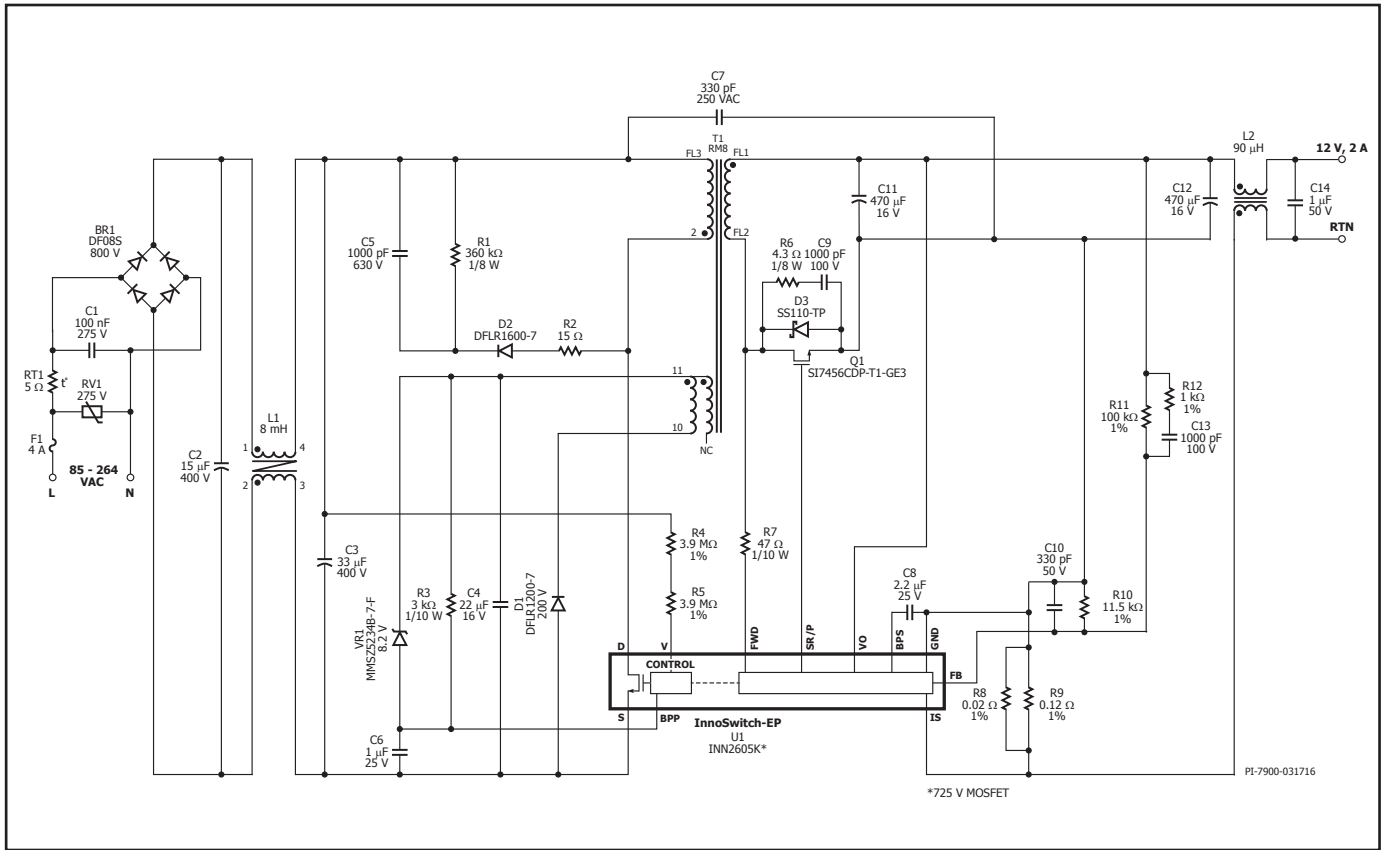 C7
330 pF
250 VAC
T1
RM8
FL3
FL1
2
FL2
L2
90 μH
12 V, 2 A
C14
1 μF
50 V
RTN
C12
470 μF
16 V
C11
470 μF
16 V
BR1
DF08S
800 V
C5
1000 pF
630 V
R1
360 kΩ
1/8 W
R6
4.3 Ω
1/8 W
C9
1000 pF
100 V
D3
SS110-TP
Q1
SI7456CDP-T1-GE3
C1
100 nF
275 V
D2
DFLR1600-7
R2
15 Ω
RT1
5 Ω
t°
RV1
275 V
F1
4 A
85 - 264
VAC
L
N
L1
8 mH
1
4
2
3
C2
15 μF
400 V
11
10
NC
R12
1 kΩ
1%
R11
100 kΩ
1%
C13
1000 pF
100 V
C3
33 μF
400 V
R4
3.9 MΩ
1%
R5
3.9 MΩ
1%
R7
47 Ω
1/10 W
C8
2.2 μF
25 V
C10
330 pF
50 V
R10
11.5 kΩ
1%
VR1
MMSZ5234B-7-F
8.2 V
R3
3 kΩ
1/10 W
C4
22 μF
16 V
D1
DFLR1200-7
200 V
D
V
FWD
SR/P
VO
BPS
GND
CONTROL
FB
S
BPP
IS
InnoSwitch-EP
U1
INN2605K*
R8
0.02 Ω
1%
R9
0.12 Ω
1%
C6
1 μF
25 V
*725 V MOSFET
PI-7900-031716